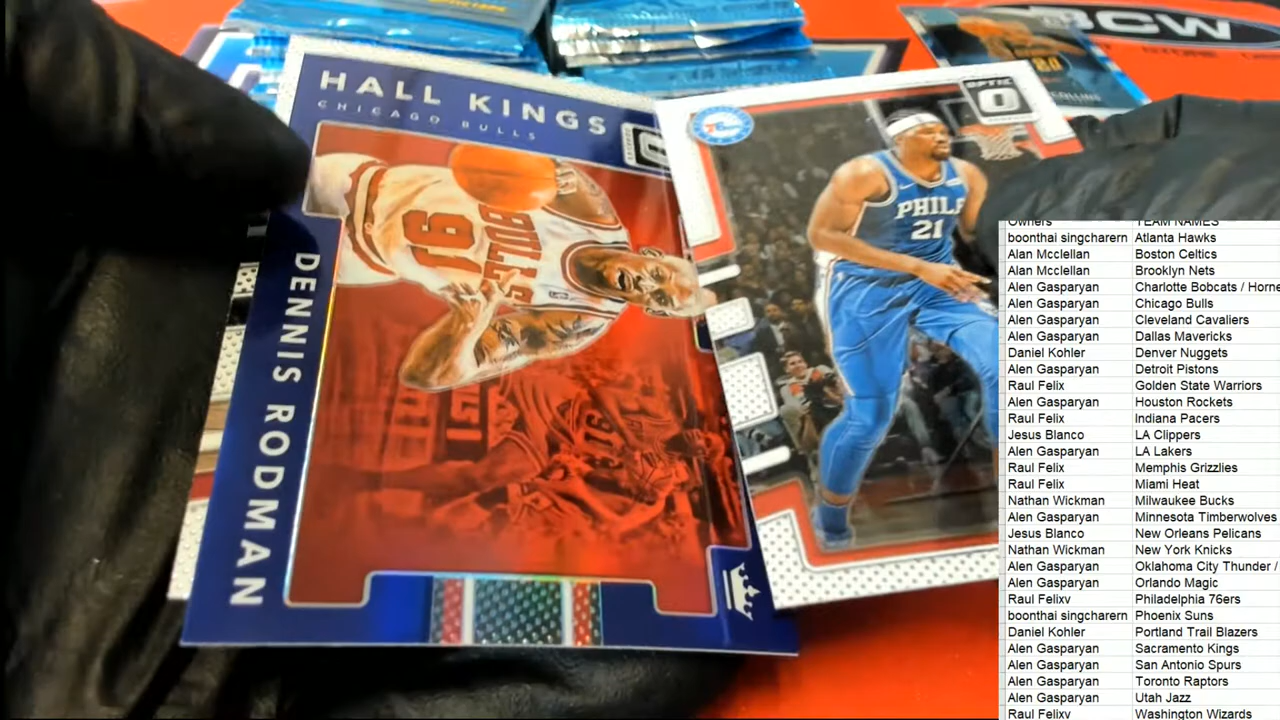 BCW
HALL KINGS
CHICAGO BULLS
OPTIC
76ers
PHILA
21
BULLS
91
DENNIS RODMAN
Owners TEAM NAMES
boonthai singcharern Atlanta Hawks
Alan Mcclellan Boston Celtics
Alan Mcclellan Brooklyn Nets
Alen Gasparyan Charlotte Bobcats / Horne
Alen Gasparyan Chicago Bulls
Alen Gasparyan Cleveland Cavaliers
Alen Gasparyan Dallas Mavericks
Daniel Kohler Denver Nuggets
Alen Gasparyan Detroit Pistons
Raul Felix Golden State Warriors
Alen Gasparyan Houston Rockets
Raul Felix Indiana Pacers
Jesus Blanco LA Clippers
Alen Gasparyan LA Lakers
Raul Felix Memphis Grizzlies
Raul Felix Miami Heat
Nathan Wickman Milwaukee Bucks
Alen Gasparyan Minnesota Timberwolves
Jesus Blanco New Orleans Pelicans
Nathan Wickman New York Knicks
Alen Gasparyan Oklahoma City Thunder /
Alen Gasparyan Orlando Magic
Raul Felixv Philadelphia 76ers
boonthai singcharern Phoenix Suns
Daniel Kohler Portland Trail Blazers
Alen Gasparyan Sacramento Kings
Alen Gasparyan San Antonio Spurs
Alen Gasparyan Toronto Raptors
Alen Gasparyan Utah Jazz
Raul Felixv Washington Wizards